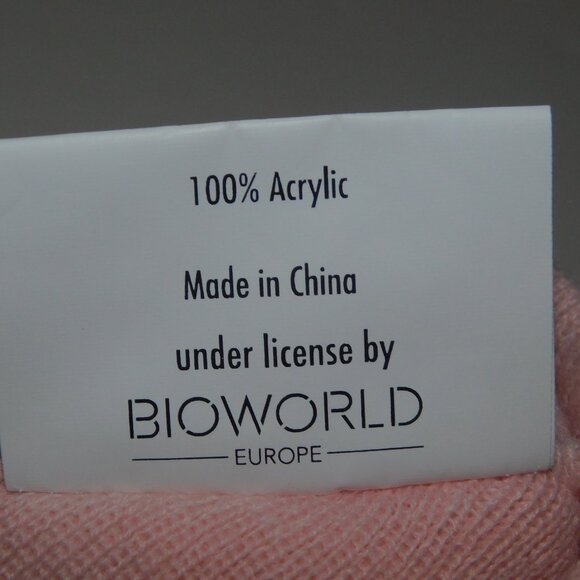 100% Acrylic
Made in China
under license by
BIOWORLD
EUROPE